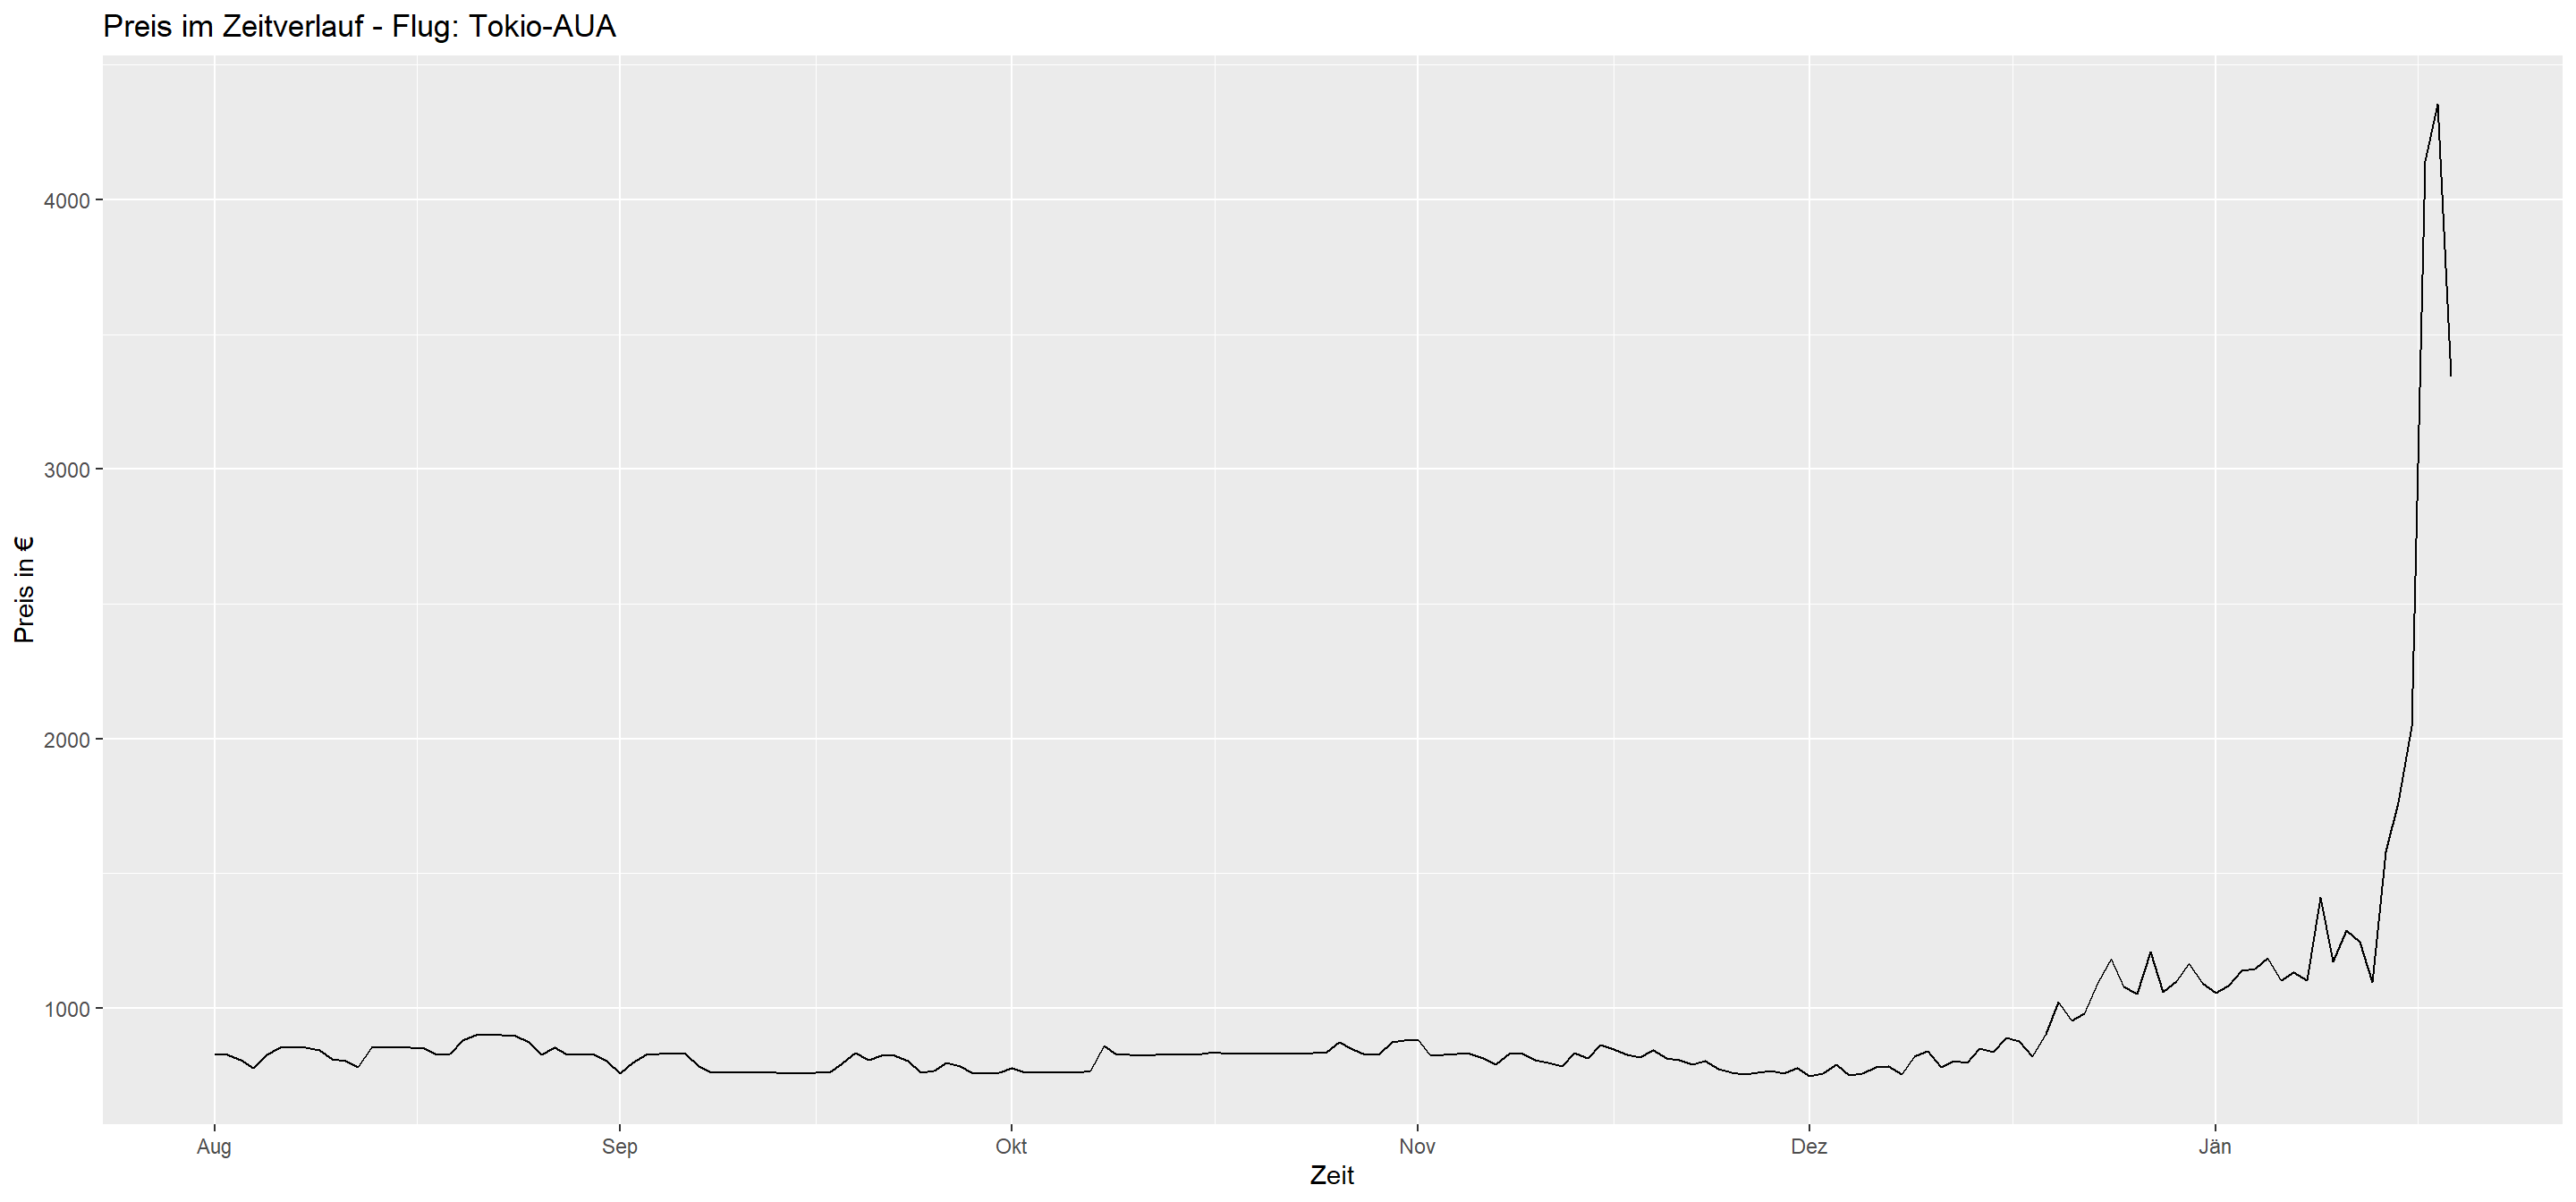 Preis im Zeitverlauf - Flug: Tokio-AUA
4000
3000
2000
1000
Preis in €
Aug Sep Okt Nov Dez Jän
Zeit